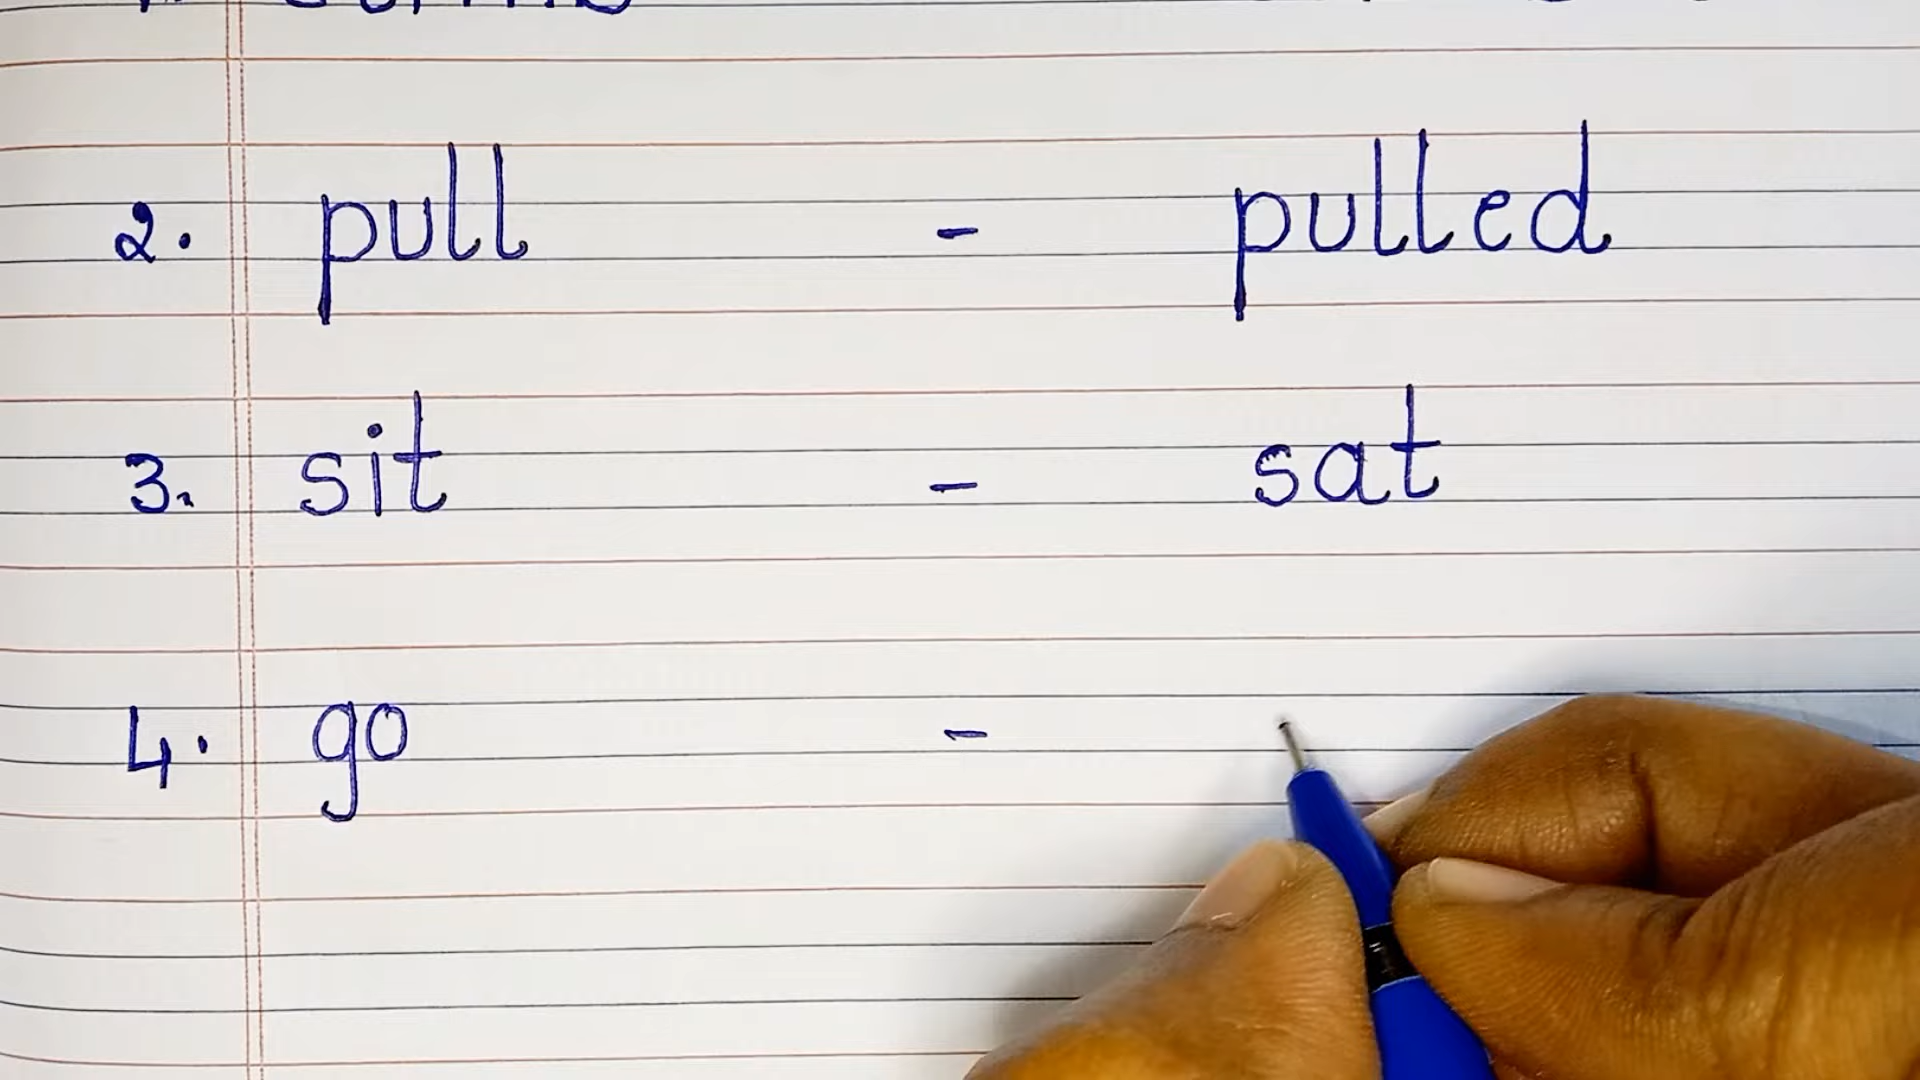 2. pull - pulled
3. sit - sat
4. go -